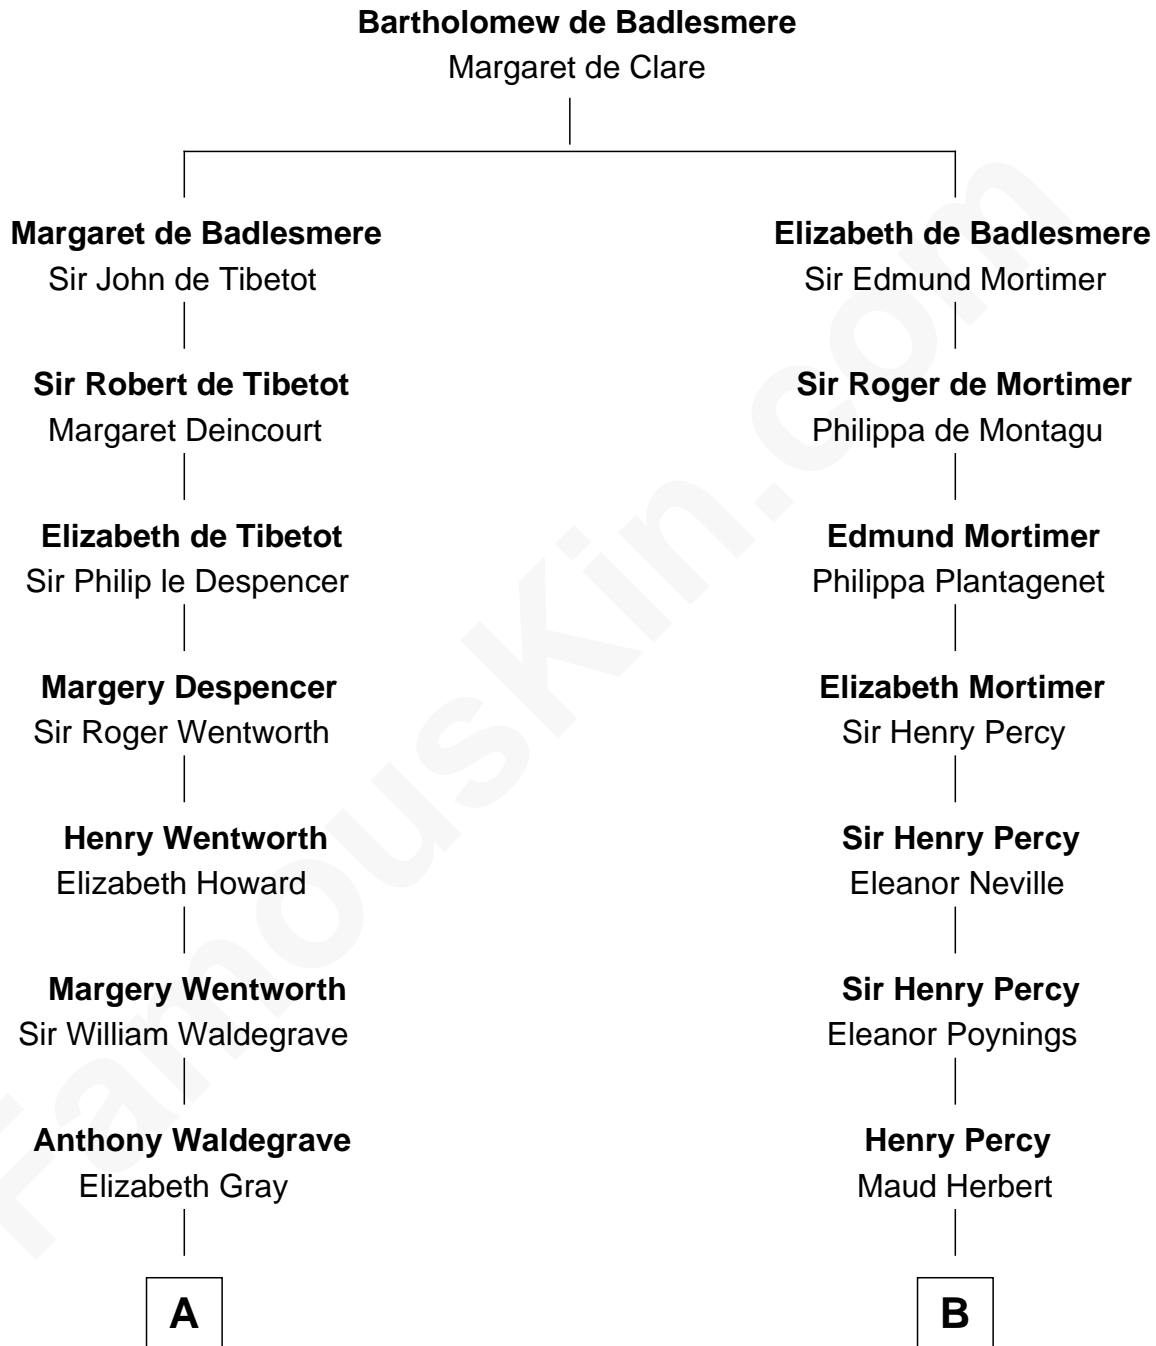 Bartholomew de Badlesmere
Margaret de Clare
Margaret de Badlesmere
Sir John de Tibetot
Elizabeth de Badlesmere
Sir Edmund Mortimer
Sir Robert de Tibetot
Margaret Deincourt
Sir Roger de Mortimer
Philippa de Montagu
Elizabeth de Tibetot
Sir Philip le Despencer
Edmund Mortimer
Philippa Plantagenet
Margery Despencer
Sir Roger Wentworth
Elizabeth Mortimer
Sir Henry Percy
Henry Wentworth
Elizabeth Howard
Sir Henry Percy
Eleanor Neville
Margery Wentworth
Sir William Waldegrave
Sir Henry Percy
Eleanor Poynings
Anthony Waldegrave
Elizabeth Gray
Henry Percy
Maud Herbert
A
B
FamousKin.com